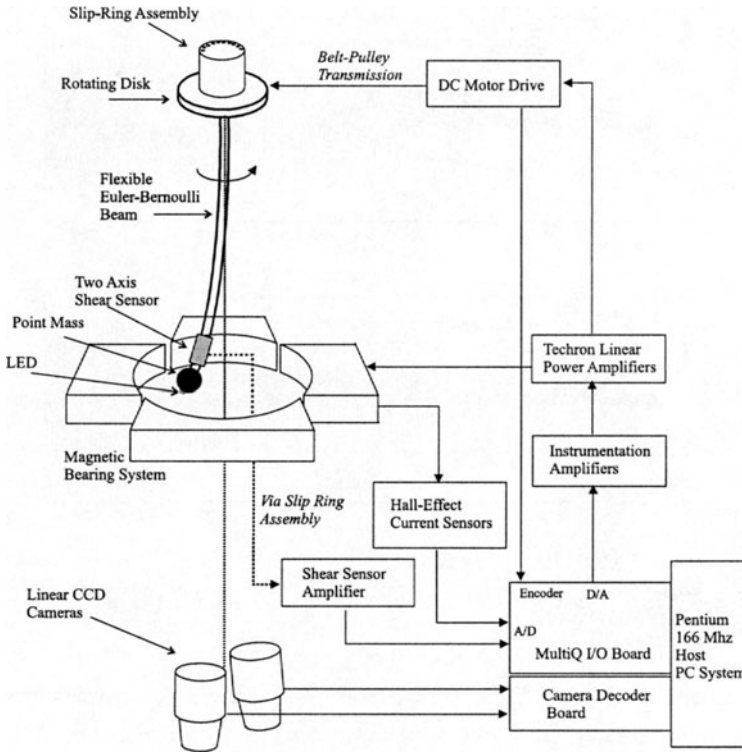 Slip-Ring Assembly
Belt-Pulley
Transmission
DC Motor Drive
Rotating Disk
Flexible
Euler-Bernoulli
Beam
Two Axis
Shear Sensor
Point Mass
LED
Techron Linear
Power Amplifiers
Magnetic
Bearing System
Instrumentation
Amplifiers
Via Slip Ring
Assembly
Hall-Effect
Current Sensors
Linear CCD
Cameras
Shear Sensor
Amplifier
Encoder
D/A
A/D
MultiQ I/O Board
Pentium
166 Mhz
Host
PC System
Camera Decoder
Board